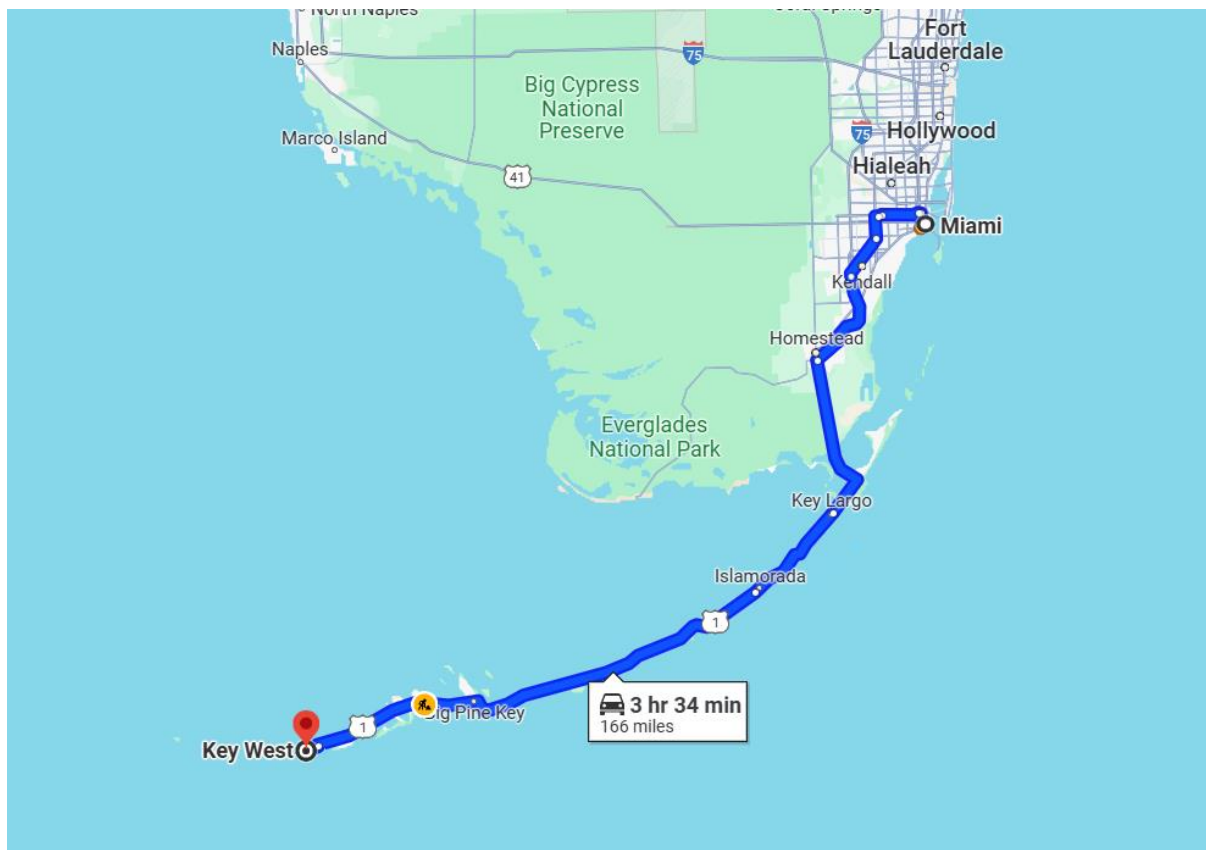 North Naples
Naples
75
Fort
Lauderdale
Big Cypress
National
Preserve
75
Hollywood
Marco Island
Hialeah
41
Miami
Kendall
Homestead
Everglades
National Park
Key Largo
Islamorada
1
3 hr 34 min
166 miles
Big Pine Key
1
Key West